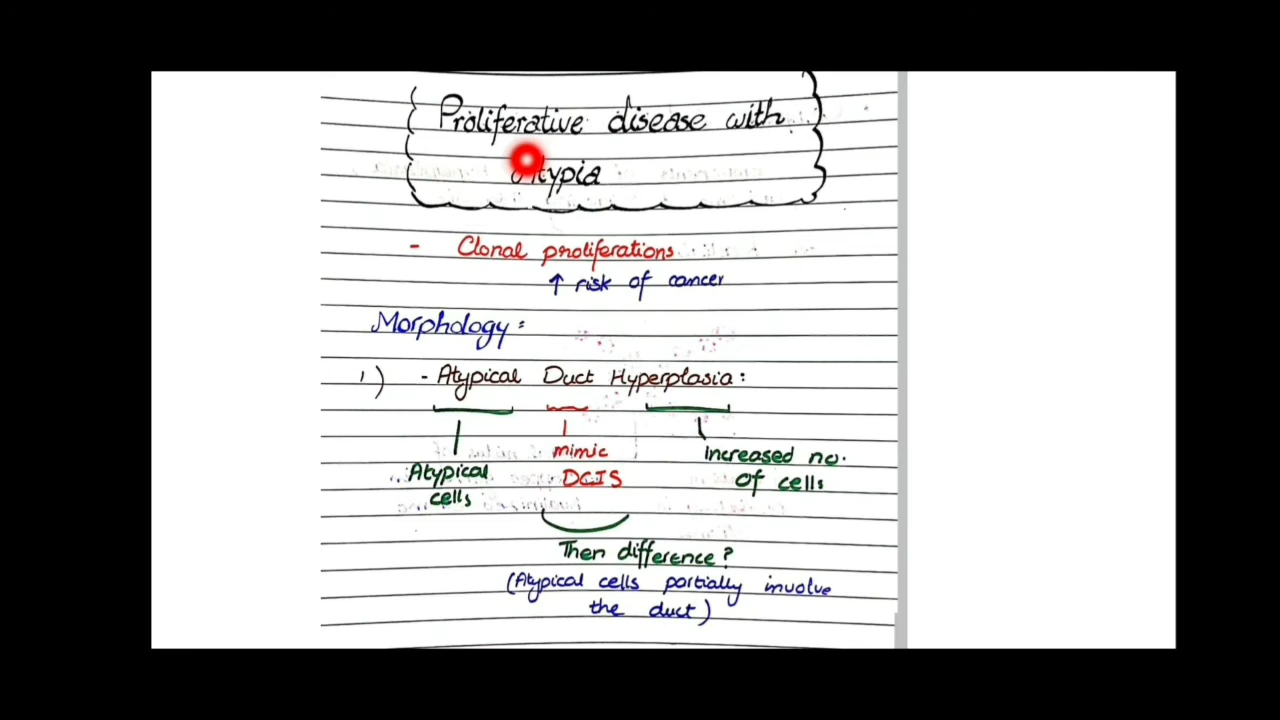 Proliferative disease with
Atypia
- Clonal proliferations
↑ risk of cancer
Morphology:
1) - Atypical Duct Hyperplasia:
mimic
increased no.
Atypical
DCIS
of cells
cells
Then difference?
(Atypical cells partially involve
the duct)